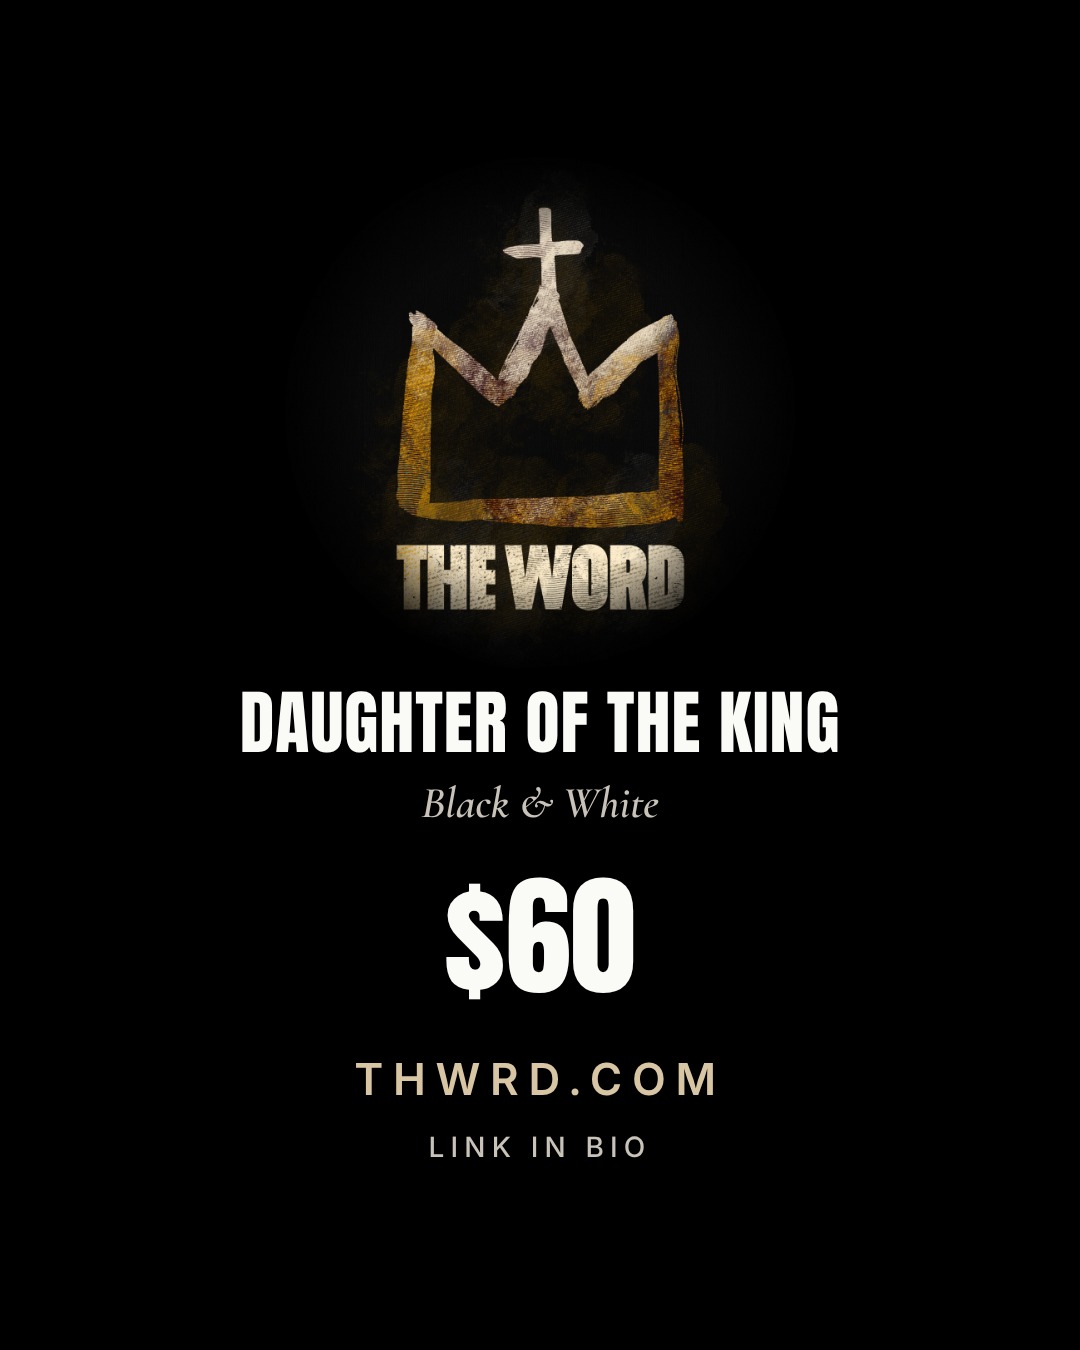 THE WORD
DAUGHTER OF THE KING
Black & White
$60
THWRD.COM
LINK IN BIO